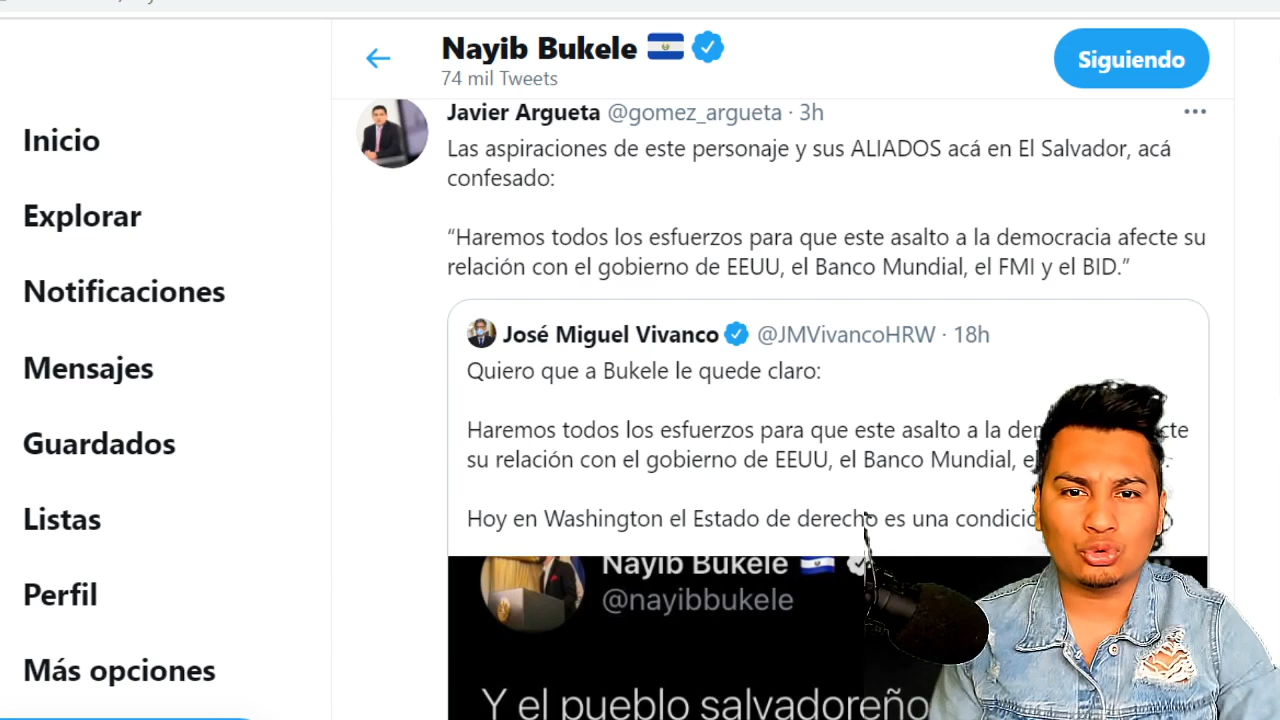 Nayib Bukele
74 mil Tweets
Siguiendo
Inicio
Explorar
Notificaciones
Mensajes
Guardados
Listas
Perfil
Más opciones
Javier Argueta @gomez_argueta · 3h
Las aspiraciones de este personaje y sus ALIADOS acá en El Salvador, acá
confesado:
“Haremos todos los esfuerzos para que este asalto a la democracia afecte su
relación con el gobierno de EEUU, el Banco Mundial, el FMI y el BID.”
José Miguel Vivanco @JMVivancoHRW · 18h
Quiero que a Bukele le quede claro:
Haremos todos los esfuerzos para que este asalto a la
su relación con el gobierno de EEUU, el Banco Mundial,
Hoy en Washington el Estado de derecho es una
Nayib Bukele
@nayibbukele
Y el pueblo salvadoreño